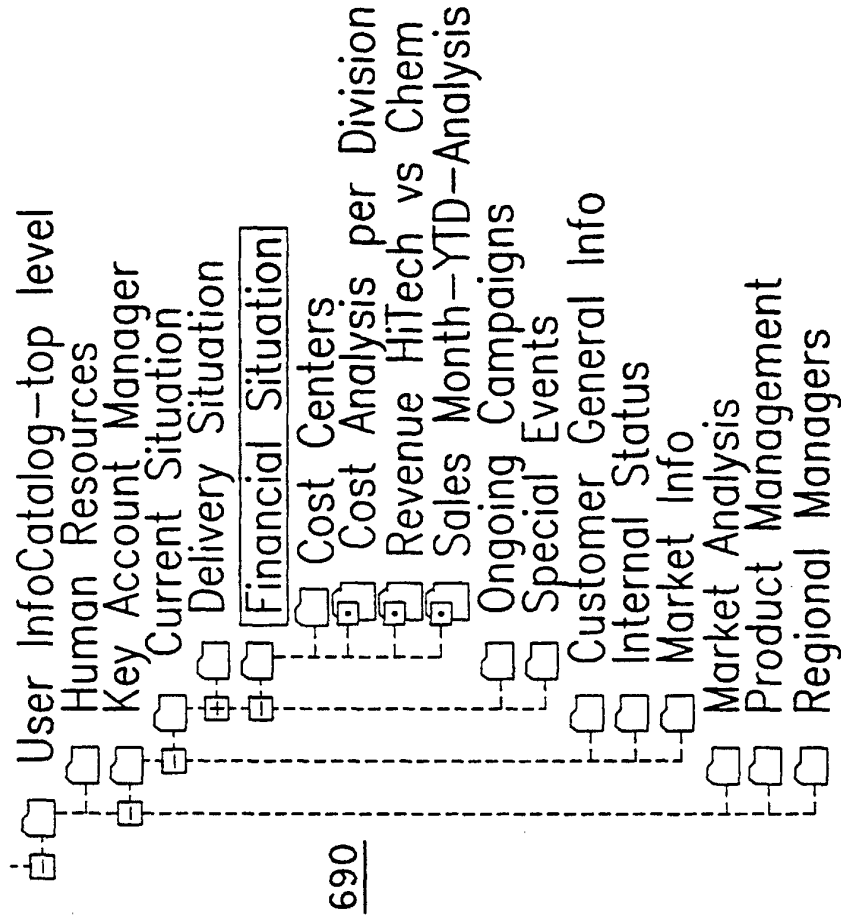 User InfoCatalog—top level
Human Resources
Key Account Manager
Current Situation
Delivery Situation
Financial Situation
Cost Centers
Cost Analysis per Division
Revenue HiTech vs Chem
Sales Month—YTD—Analysis
Ongoing Campaigns
Special Events
Customer General Info
Internal Status
Market Info
Market Analysis
Product Management
Regional Managers
690